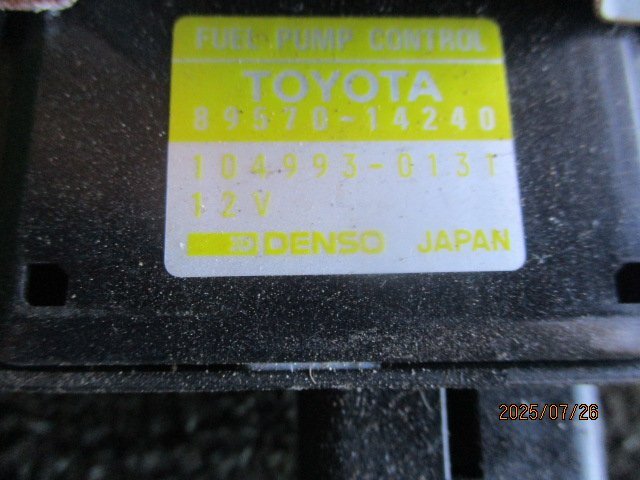 FUEL PUMP CONTROL
TOYOTA
89570-14240
104993-0131
12V
DENSO JAPAN
2025/07/26